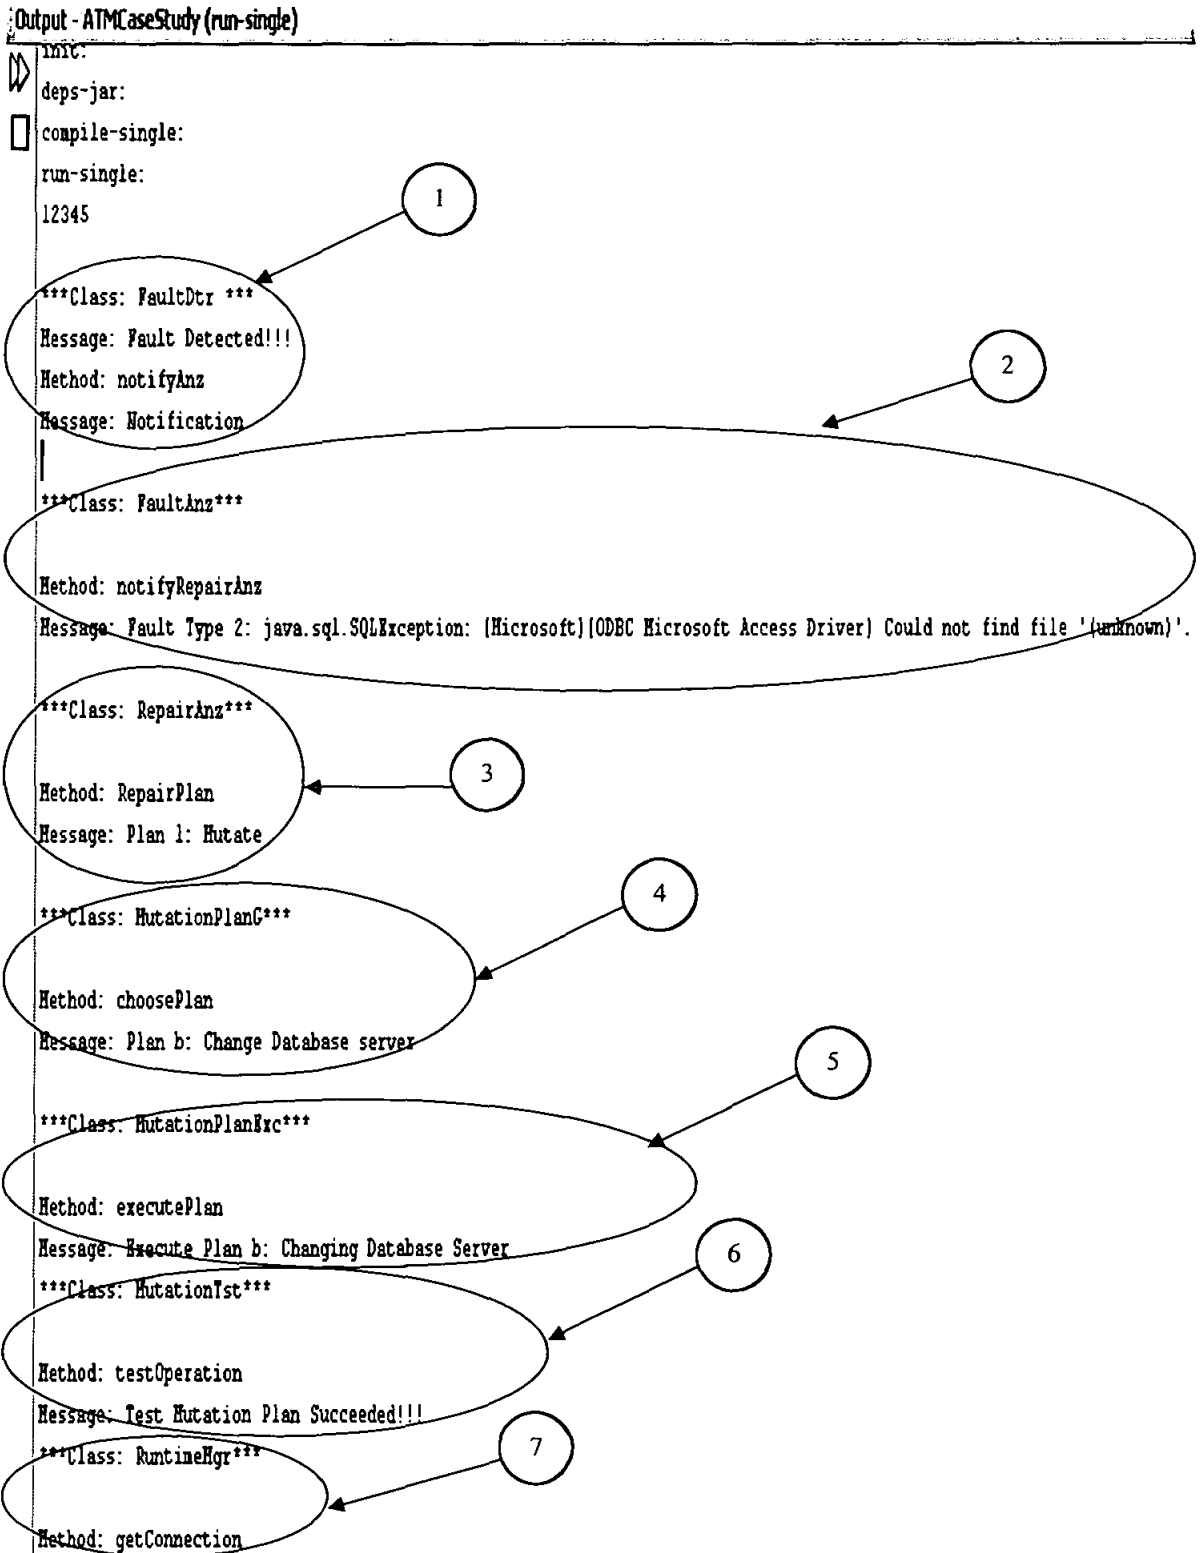 Output - ATMCaseStudy (run-single)
init:
deps-jar:
compile-single:
run-single:
12345
1
***Class: FaultDtr ***
Message: Fault Detected!!!
Method: notifyAnz
Message: Notification
2
***Class: FaultAnz***
Method: notifyRepairAnz
Message: Fault Type 2: java.sql.SQLException: [Microsoft][ODBC Microsoft Access Driver] Could not find file '(unknown)'.
***Class: RepairAnz***
3
Method: RepairPlan
Message: Plan 1: Mutate
4
***Class: MutationPlanG***
Method: choosePlan
Message: Plan b: Change Database server
5
***Class: MutationPlanExc***
Method: executePlan
Message: Execute Plan b: Changing Database Server
6
***Class: MutationTst***
Method: testOperation
Message: Test Mutation Plan Succeeded!!!
7
***Class: RuntimeMgr***
Method: getConnection